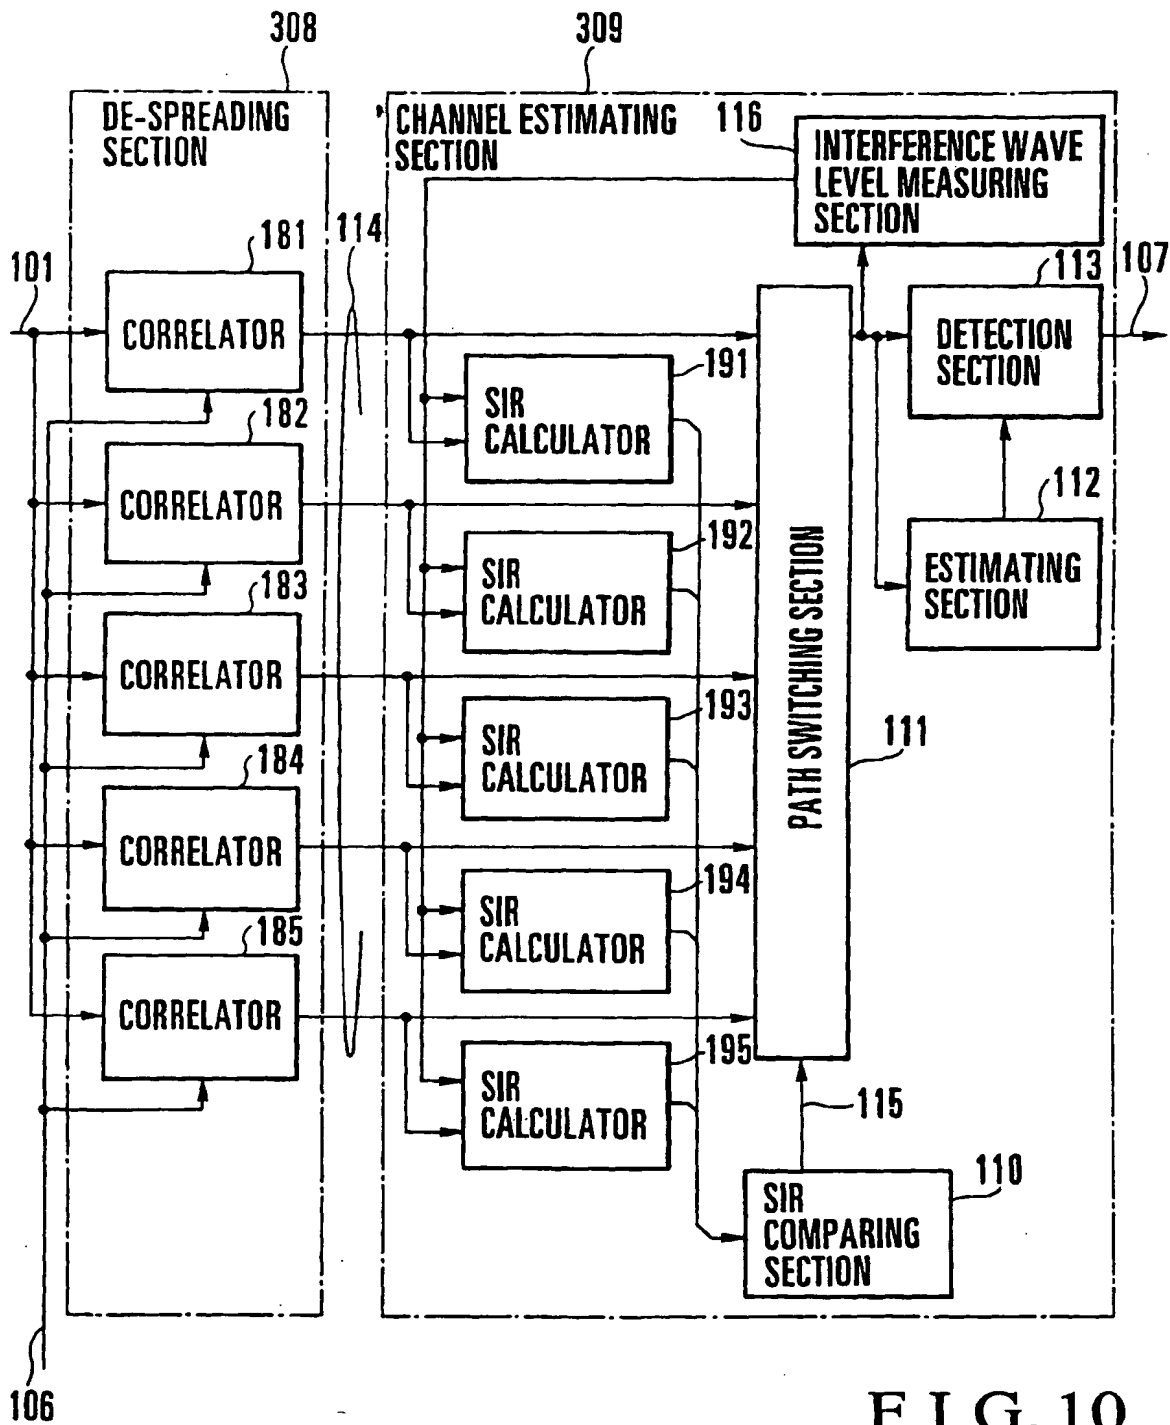 308
309
DE-SPREADING
SECTION
CHANNEL ESTIMATING
SECTION
116
INTERFERENCE WAVE
LEVEL MEASURING
SECTION
101
181
114
113
107
CORRELATOR
DETECTION
SECTION
191
SIR
CALCULATOR
182
CORRELATOR
112
ESTIMATING
SECTION
192
SIR
CALCULATOR
183
CORRELATOR
PATH SWITCHING SECTION
111
193
SIR
CALCULATOR
184
CORRELATOR
194
SIR
CALCULATOR
185
CORRELATOR
195
SIR
CALCULATOR
115
110
SIR
COMPARING
SECTION
106
FIG.10